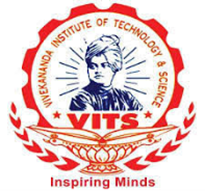 VIVEKANANDA INSTITUTE OF TECHNOLOGY & SCIENCE
VITS
Inspiring Minds